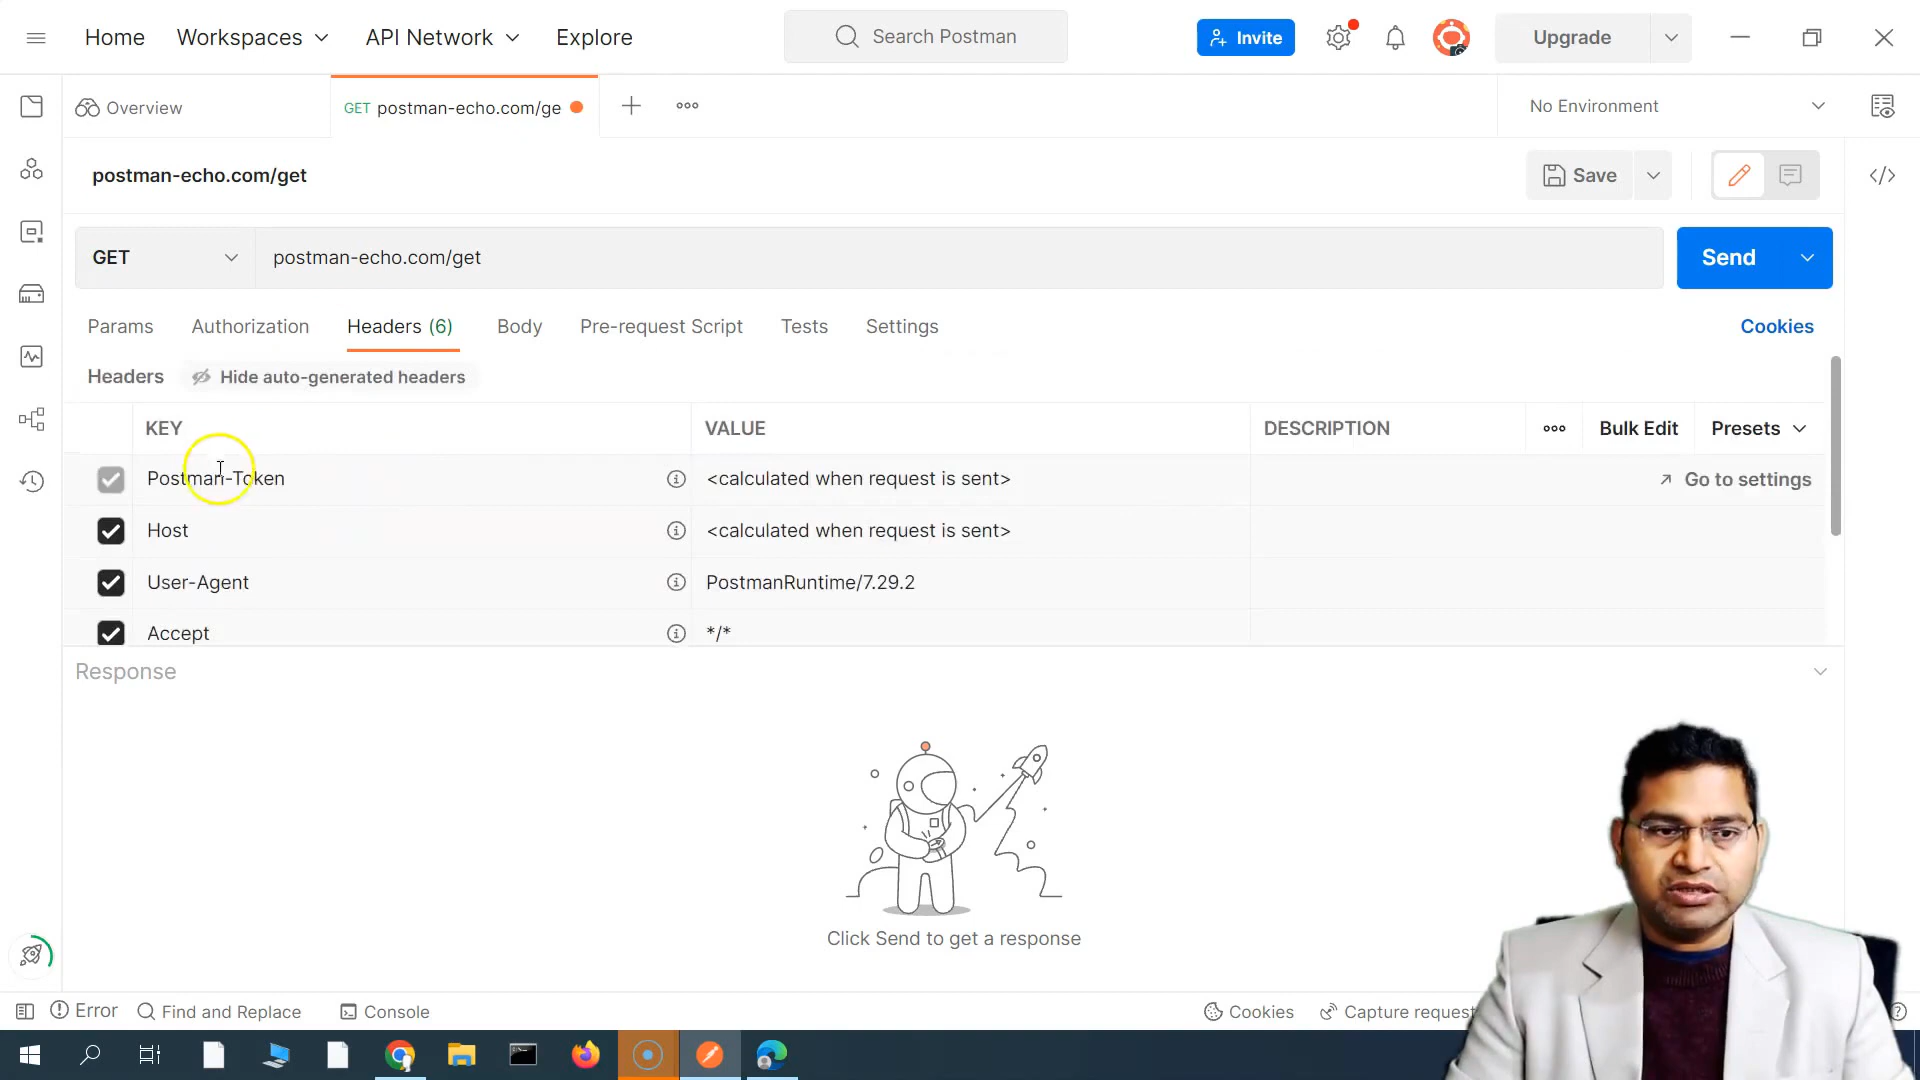 Home Workspaces API Network Explore Search Postman Invite Upgrade
Overview GET postman-echo.com/ge No Environment
postman-echo.com/get Save
GET postman-echo.com/get Send
Params Authorization Headers (6) Body Pre-request Script Tests Settings Cookies
Headers Hide auto-generated headers
KEY VALUE DESCRIPTION Bulk Edit Presets
Postman-Token <calculated when request is sent> Go to settings
Host <calculated when request is sent>
User-Agent PostmanRuntime/7.29.2
Accept */*
Response
Click Send to get a response
Error Find and Replace Console Cookies Capture request